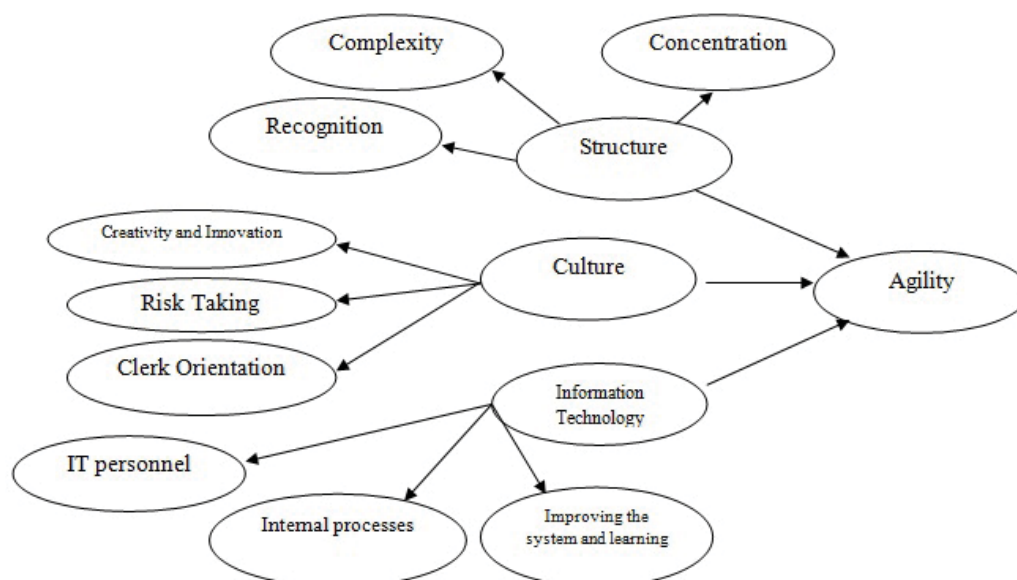 Complexity
Concentration
Recognition
Structure
Creativity and Innovation
Culture
Agility
Risk Taking
Clerk Orientation
Information
Technology
IT personnel
Internal processes
Improving the
system and learning